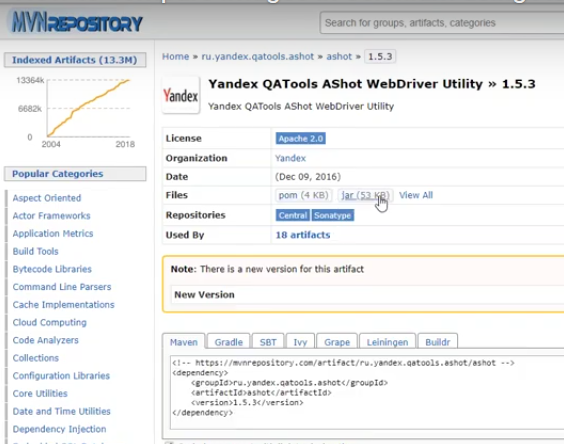 MVNREPOSITORY
Search for groups, artifacts, categories
Indexed Artifacts (13.3M)
13364k
6682k
0
2004
2018
Popular Categories
Aspect Oriented
Actor Frameworks
Application Metrics
Build Tools
Bytecode Libraries
Command Line Parsers
Cache Implementations
Cloud Computing
Code Analyzers
Collections
Configuration Libraries
Core Utilities
Date and Time Utilities
Dependency Injection
Home » ru.yandex.qatools.ashot » ashot » 1.5.3
Yandex
Yandex QATools AShot WebDriver Utility » 1.5.3
Yandex QATools AShot WebDriver Utility
License Apache 2.0
Organization Yandex
Date (Dec 09, 2016)
Files pom (4 KB) jar (53 KB) View All
Repositories Central Sonatype
Used By 18 artifacts
Note: There is a new version for this artifact
New Version
Maven Gradle SBT Ivy Grape Leiningen Buildr
<!-- https://mvnrepository.com/artifact/ru.yandex.qatools.ashot/ashot -->
<dependency>
<groupId>ru.yandex.qatools.ashot</groupId>
<artifactId>ashot</artifactId>
<version>1.5.3</version>
</dependency>